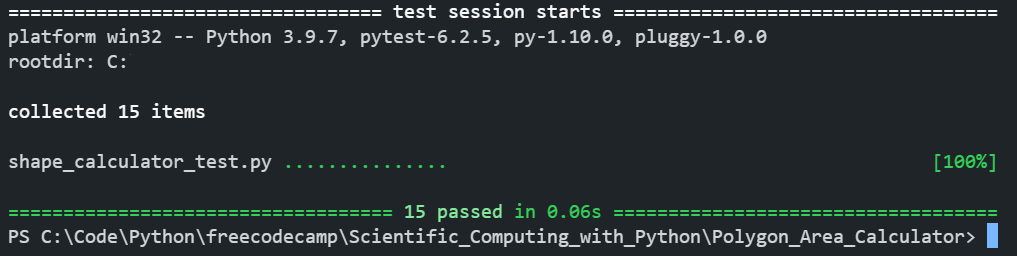 ================================== test session starts ===================================
platform win32 -- Python 3.9.7, pytest-6.2.5, py-1.10.0, pluggy-1.0.0
rootdir: C:
collected 15 items
shape_calculator_test.py ............... [100%]
=================================== 15 passed in 0.06s ===================================
PS C:\Code\Python\freecodecamp\Scientific_Computing_with_Python\Polygon_Area_Calculator>